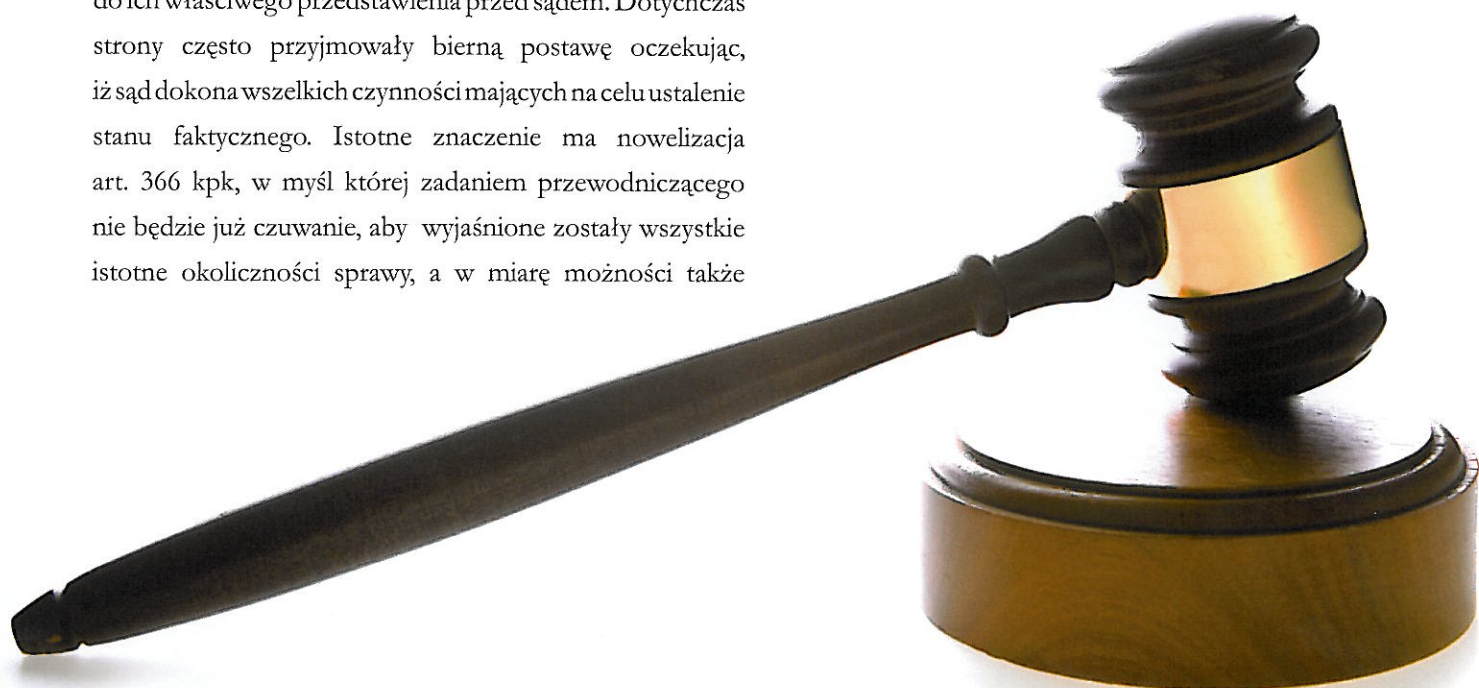 do ich właściwego przedstawienia przed sądem. Dotychczas
strony często przyjmowały bierną postawę oczekując,
iż sąd dokona wszelkich czynności mających na celu ustalenie
stanu faktycznego. Istotne znaczenie ma nowelizacja
art. 366 kpk, w myśl której zadaniem przewodniczącego
nie będzie już czuwanie, aby wyjaśnione zostały wszystkie
istotne okoliczności sprawy, a w miarę możności także